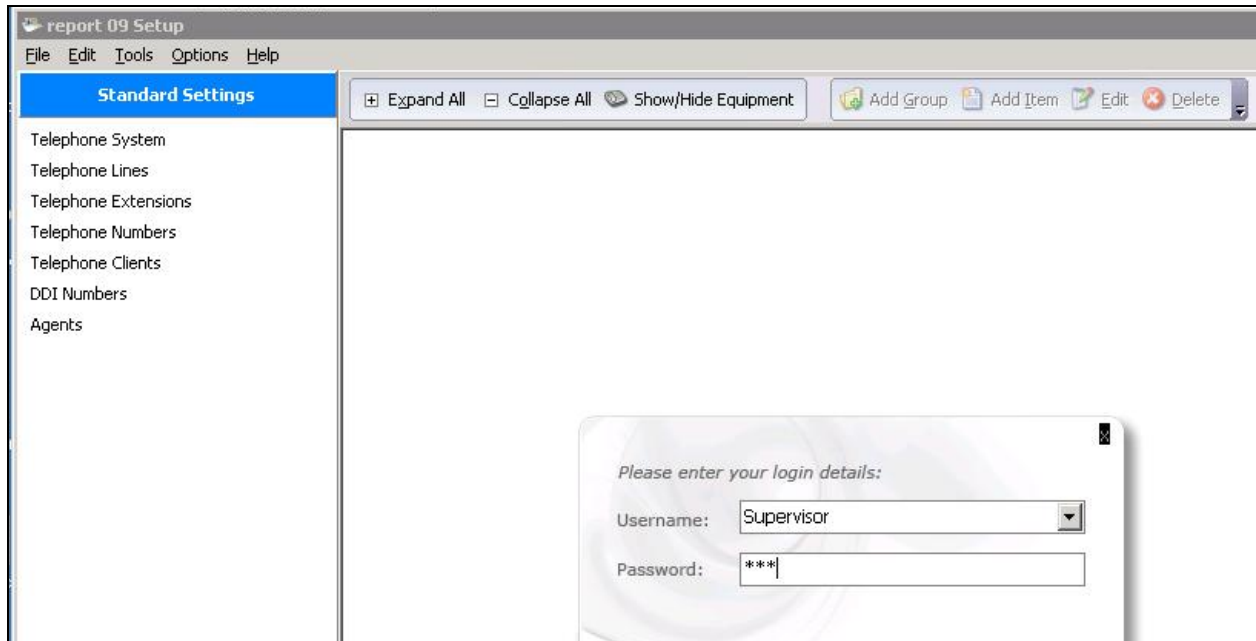 report 09 Setup
File Edit Tools Options Help
Standard Settings
Expand All Collapse All Show/Hide Equipment Add Group Add Item Edit Delete
Telephone System
Telephone Lines
Telephone Extensions
Telephone Numbers
Telephone Clients
DDI Numbers
Agents
x
Please enter your login details:
Username: Supervisor
Password: ***